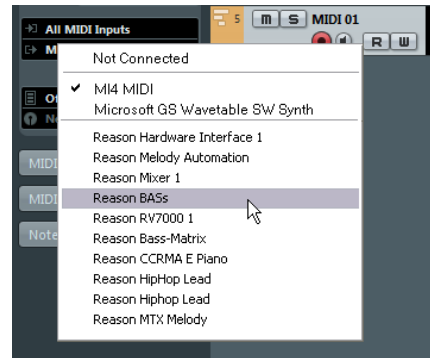 All MIDI Inputs
5 M S MIDI 01
R W
M
Not Connected
MI4 MIDI
Microsoft GS Wavetable SW Synth
Reason Hardware Interface 1
Reason Melody Automation
Reason Mixer 1
Reason BASs
Reason RV7000 1
Reason Bass-Matrix
Reason CCRMA E Piano
Reason HipHop Lead
Reason Hiphop Lead
Reason MTX Melody
MIDI
MIDI
Note